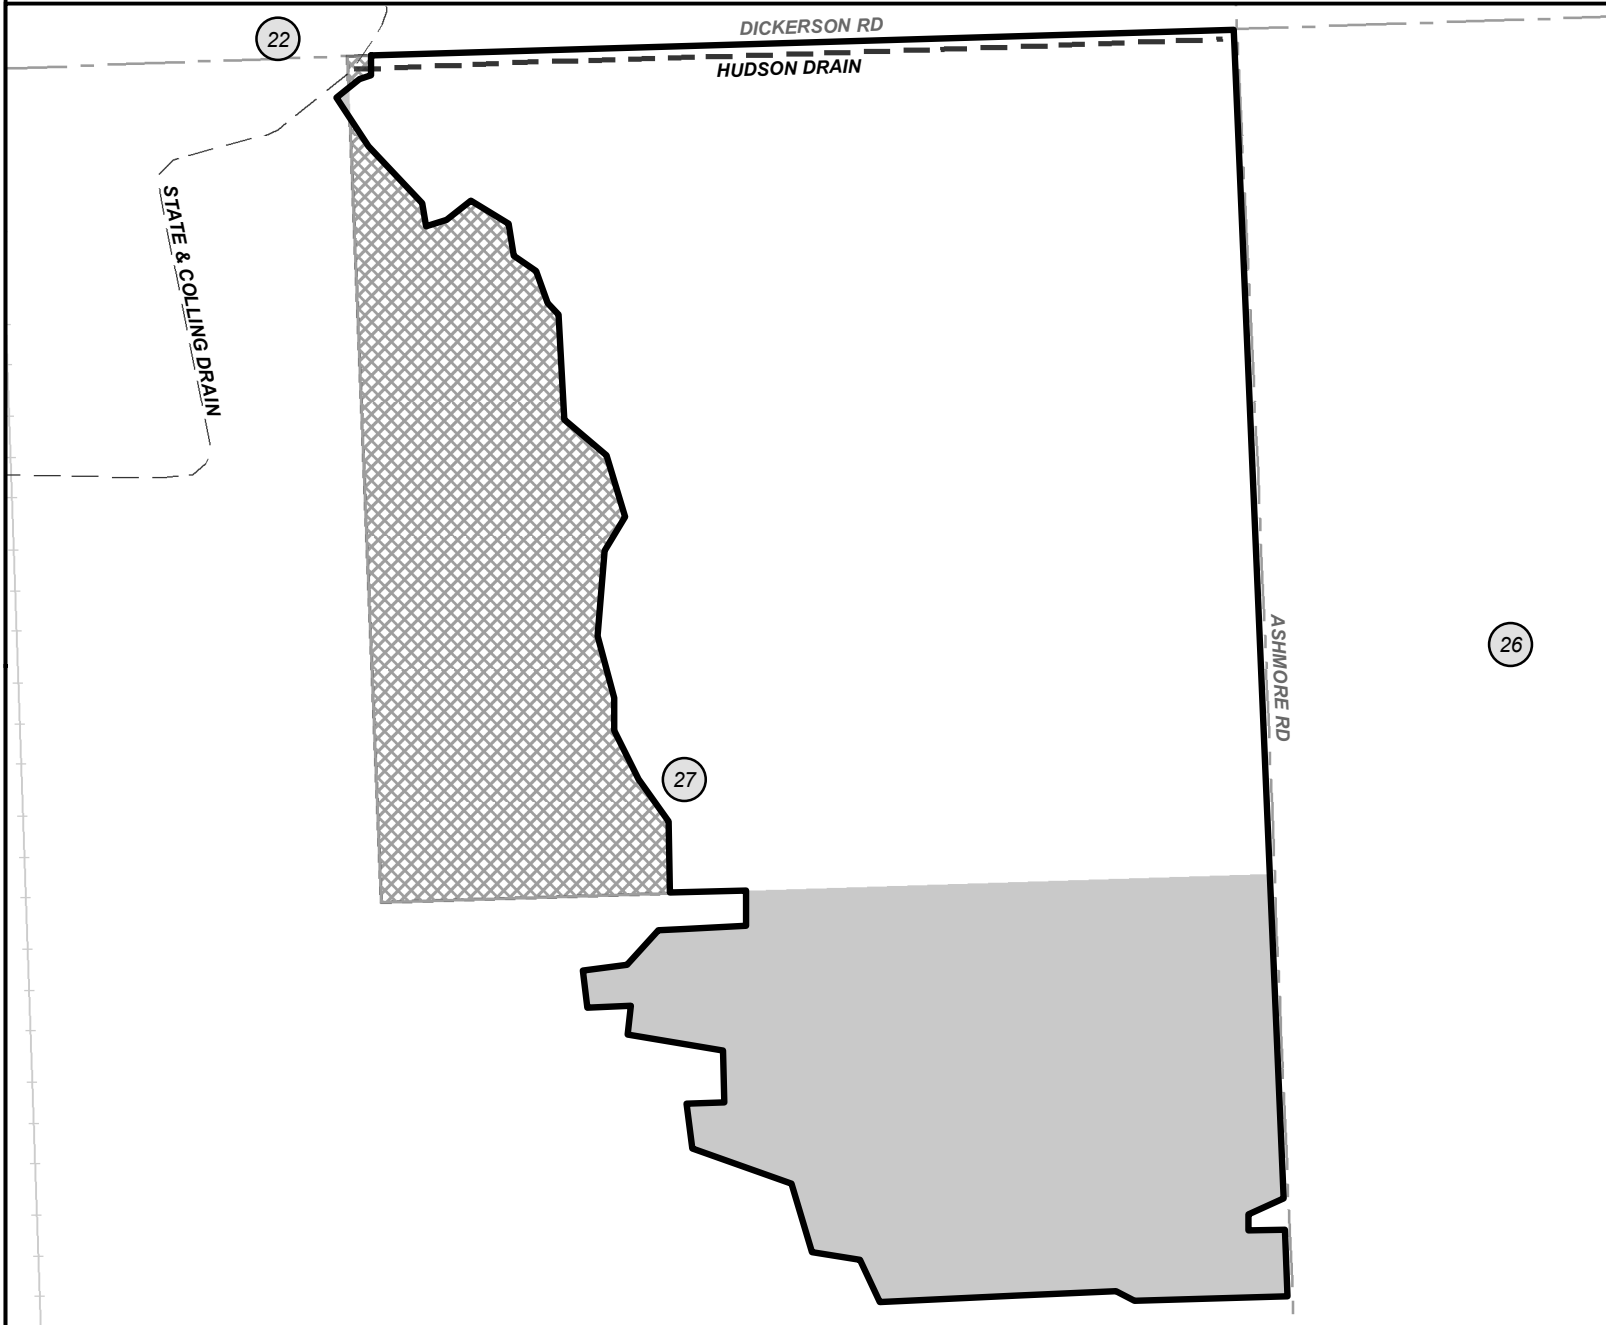 DICKERSON RD
22
HUDSON DRAIN
STATE & COLLING DRAIN
ASHMORE RD
26
27